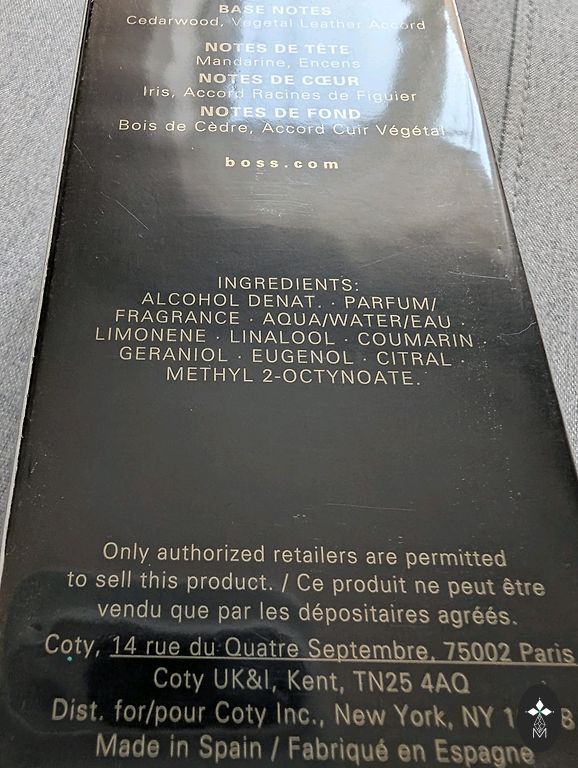 BASE NOTES
Cedarwood, Vegetal Leather Accord
NOTES DE TÊTE
Mandarine, Encens
NOTES DE CŒUR
Iris, Accord Racines de Figuier
NOTES DE FOND
Bois de Cèdre, Accord Cuir Végétal
boss.com
INGREDIENTS:
ALCOHOL DENAT. · PARFUM/
FRAGRANCE · AQUA/WATER/EAU ·
LIMONENE · LINALOOL · COUMARIN ·
GERANIOL · EUGENOL · CITRAL
METHYL 2-OCTYNOATE.
Only authorized retailers are permitted
to sell this product. / Ce produit ne peut être
vendu que par les dépositaires agréés.
Coty, 14 rue du Quatre Septembre, 75002 Paris
Coty UK&I, Kent, TN25 4AQ
Dist. for/pour Coty Inc., New York, NY
Made in Spain / Fabriqué en Espagne